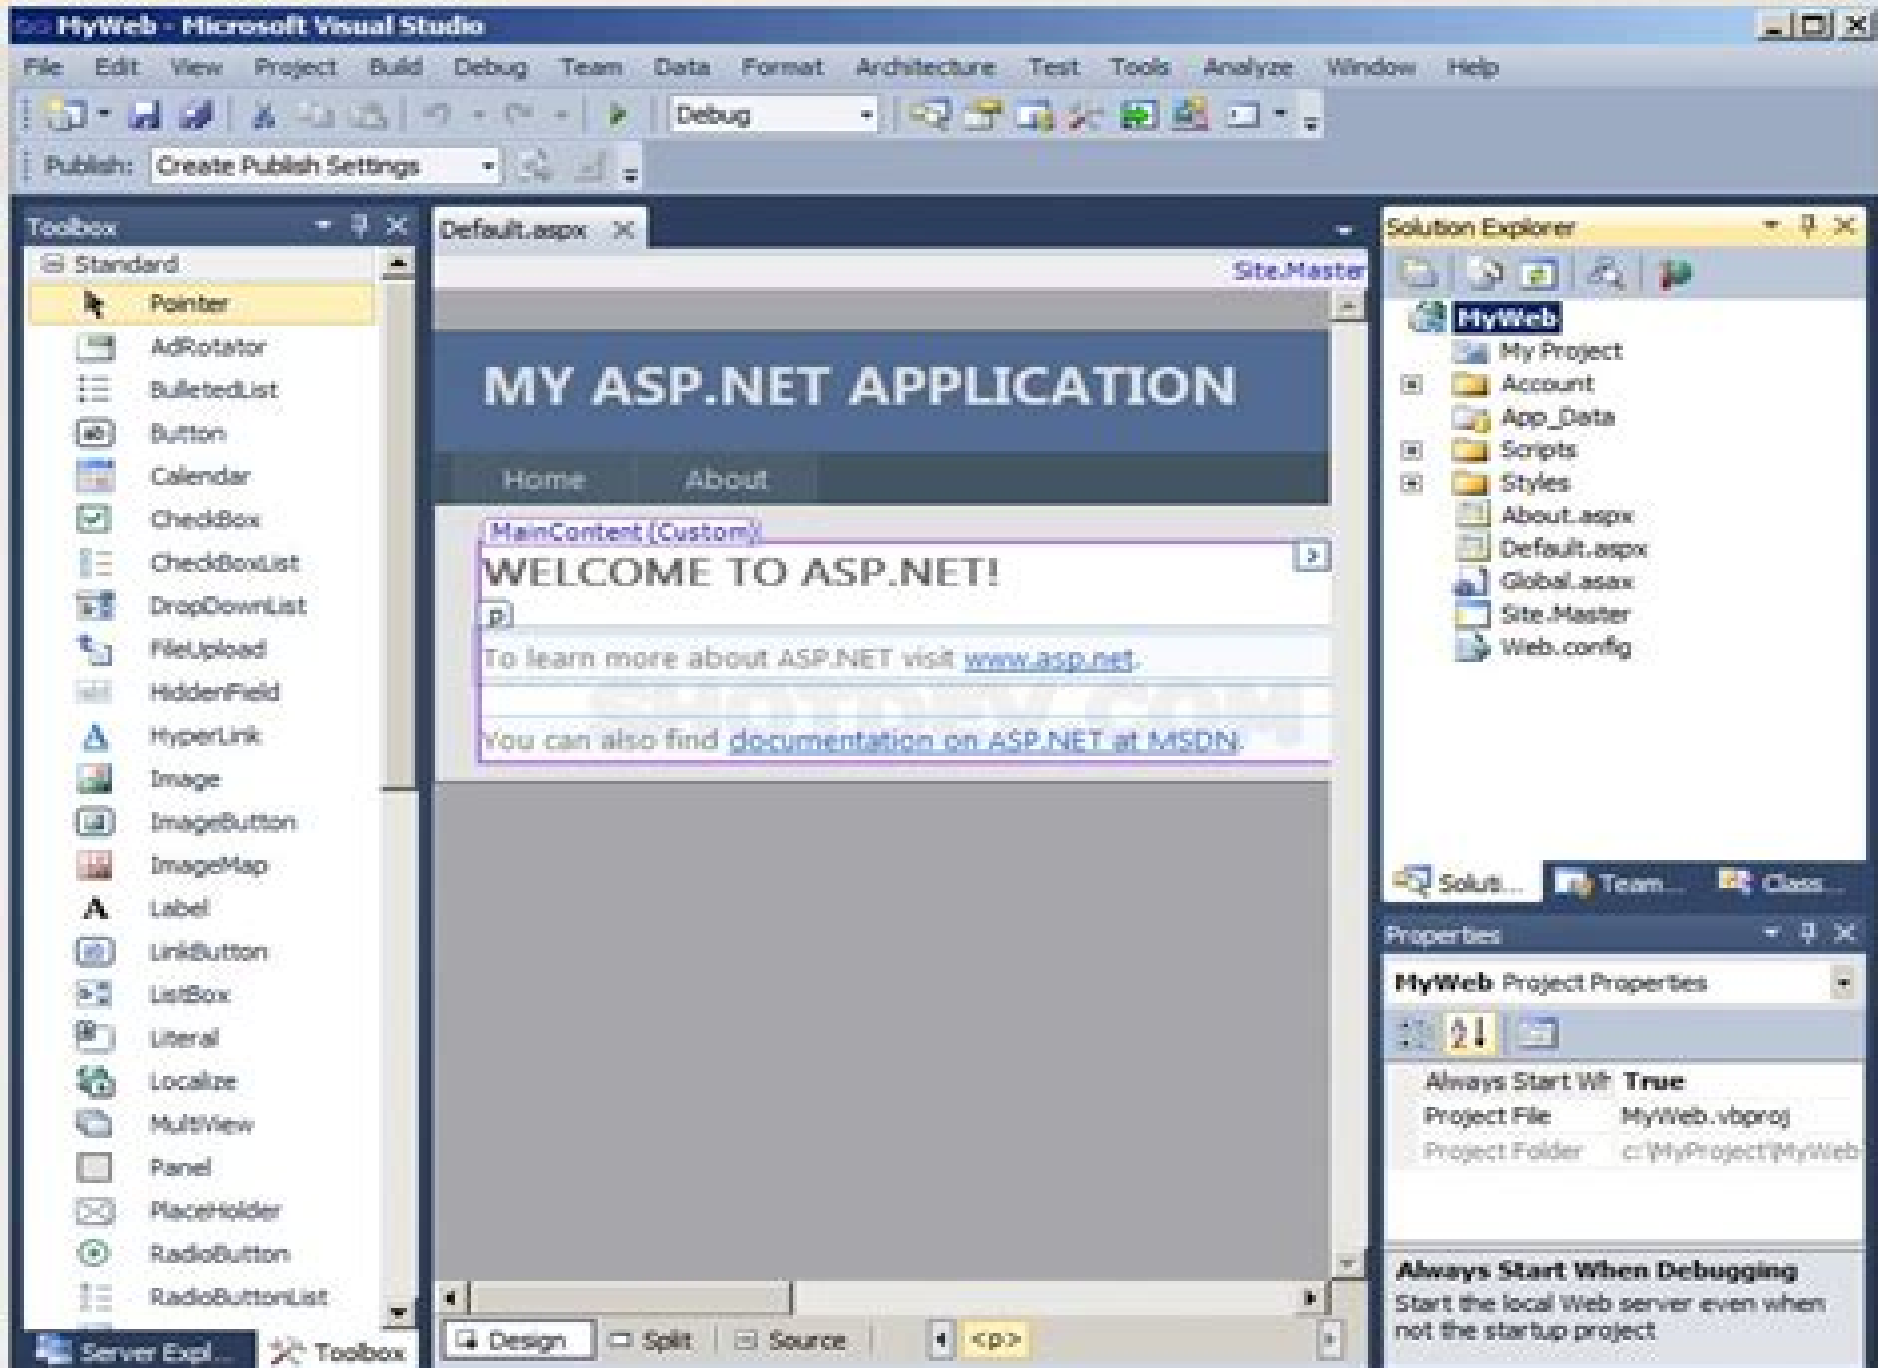 MyWeb - Microsoft Visual Studio
File Edit View Project Build Debug Team Data Format Architecture Test Tools Analyze Window Help
Debug
Publish: Create Publish Settings
Toolbox
Standard
Pointer
AdRotator
BulletedList
Button
Calendar
CheckBox
CheckBoxList
DropDownList
FileUpload
HiddenField
HyperLink
Image
ImageButton
ImageMap
Label
LinkButton
ListBox
Literal
Localize
MultiView
Panel
PlaceHolder
RadioButton
RadioButtonList
Server Expl... Toolbox
Default.aspx
Site.Master
MY ASP.NET APPLICATION
Home About
MainContent (Custom)
WELCOME TO ASP.NET!
p
To learn more about ASP.NET visit www.asp.net.
You can also find documentation on ASP.NET at MSDN.
Design Split Source <p>
Solution Explorer
MyWeb
My Project
Account
App_Data
Scripts
Styles
About.aspx
Default.aspx
Global.asax
Site.Master
Web.config
Soluti... Team... Class...
Properties
MyWeb Project Properties
Always Start Wh True
Project File MyWeb.vbproj
Project Folder c:\MyProject\MyWeb
Always Start When Debugging
Start the local Web server even when
not the startup project